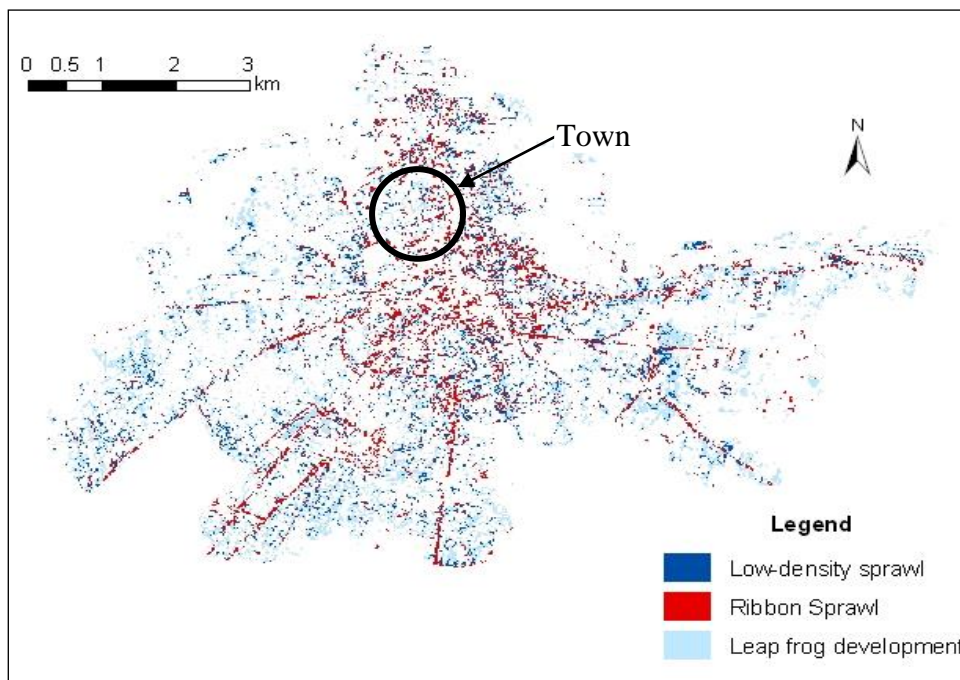 0 0.5 1 2 3
km
Town
N
Legend
Low-density sprawl
Ribbon Sprawl
Leap frog development